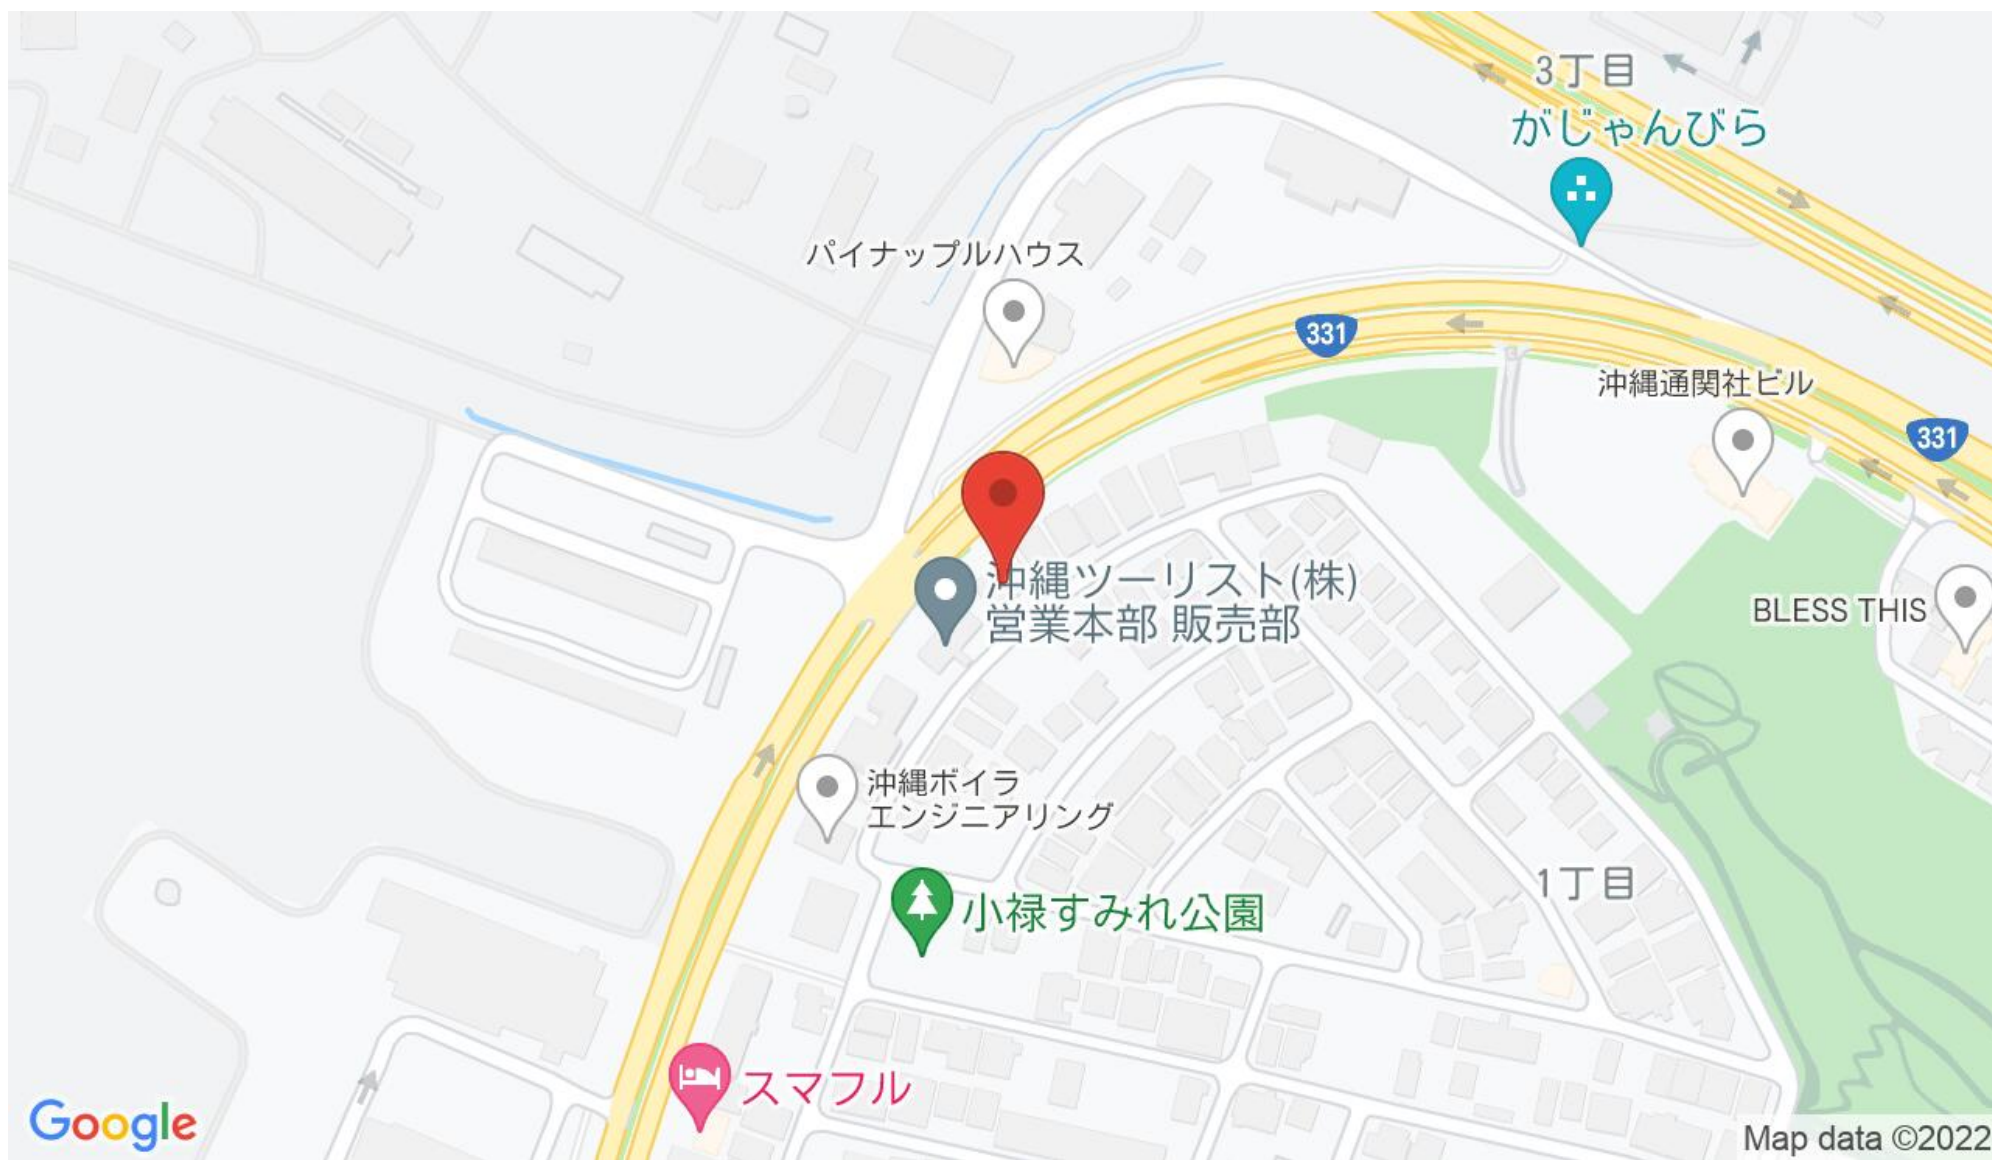 3丁目
がじゃんびら
パイナップルハウス
331
沖縄通関社ビル
331
沖縄ツーリスト(株)
営業本部 販売部
BLESS THIS
沖縄ボイラ
エンジニアリング
1丁目
小禄すみれ公園
スマフル
Google
Map data ©2022